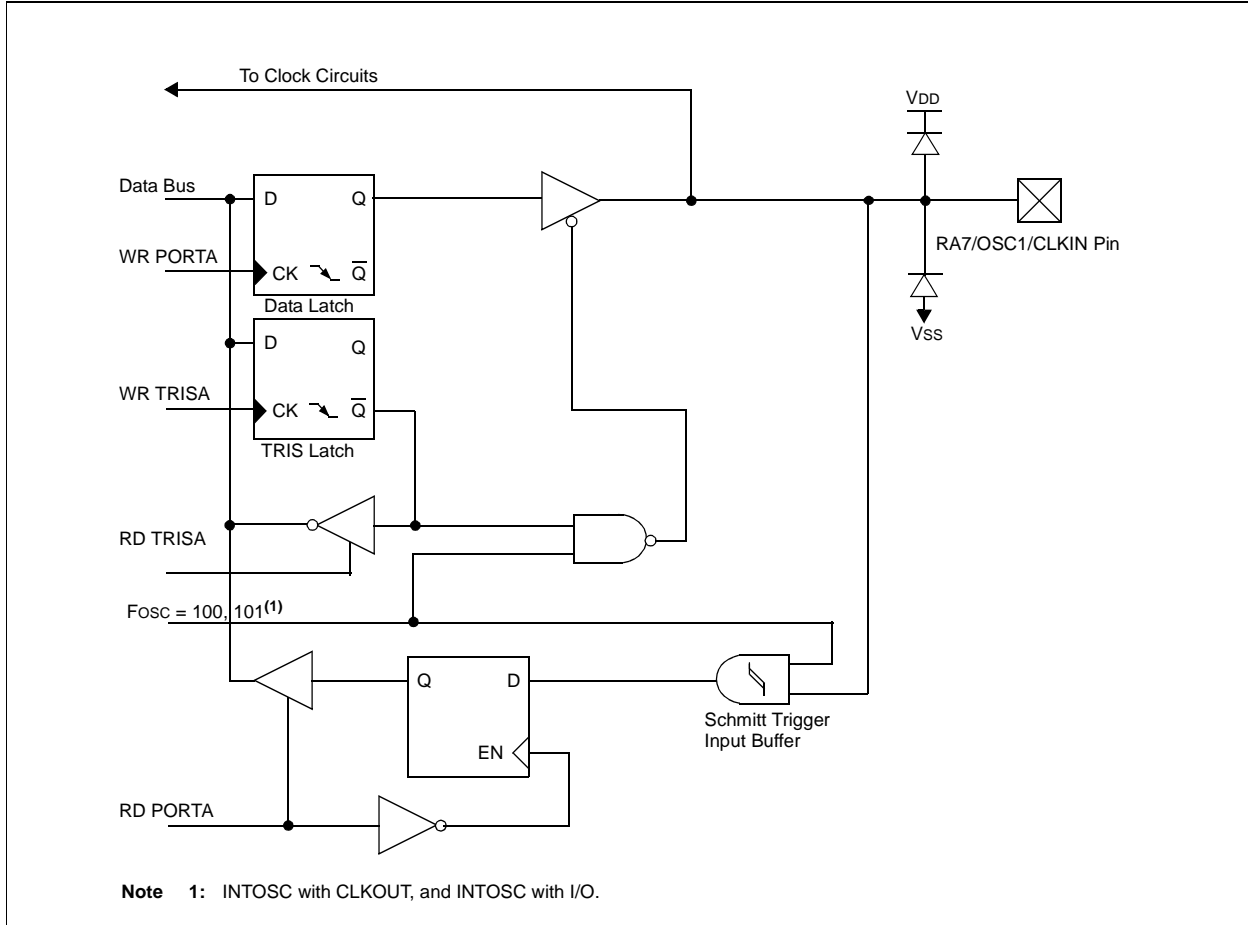 To Clock Circuits
VDD
Data Bus
D
Q
WR PORTA
CK
Q
RA7/OSC1/CLKIN Pin
Data Latch
VSS
D
Q
WR TRISA
CK
Q
TRIS Latch
RD TRISA
FOSC = 100, 101(1)
Q
D
Schmitt Trigger
Input Buffer
EN
RD PORTA
Note 1: INTOSC with CLKOUT, and INTOSC with I/O.